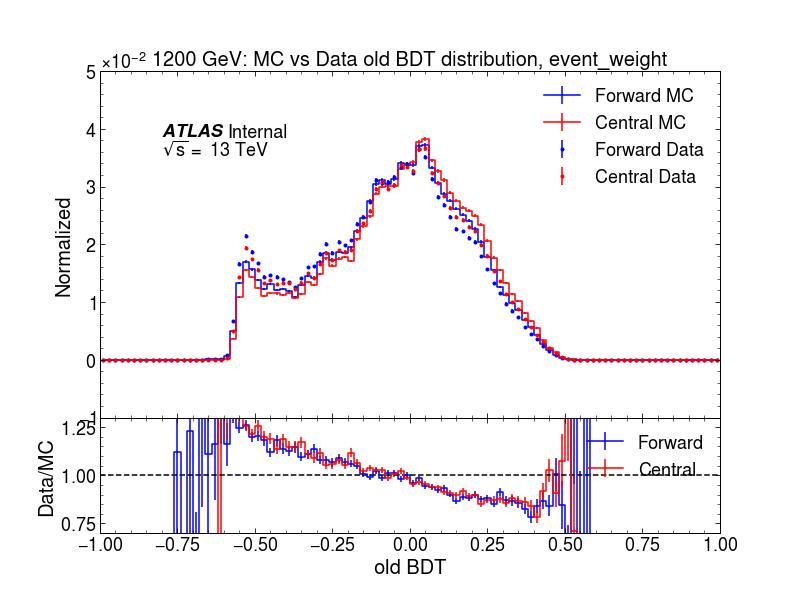 ×10⁻² 1200 GeV: MC vs Data old BDT distribution, event_weight
5
4
3
2
1
0
1
Normalized
ATLAS Internal
√s = 13 TeV
Forward MC
Central MC
Forward Data
Central Data
1.25
1.00
0.75
Data/MC
Forward
Central
−1.00 −0.75 −0.50 −0.25 0.00 0.25 0.50 0.75 1.00
old BDT